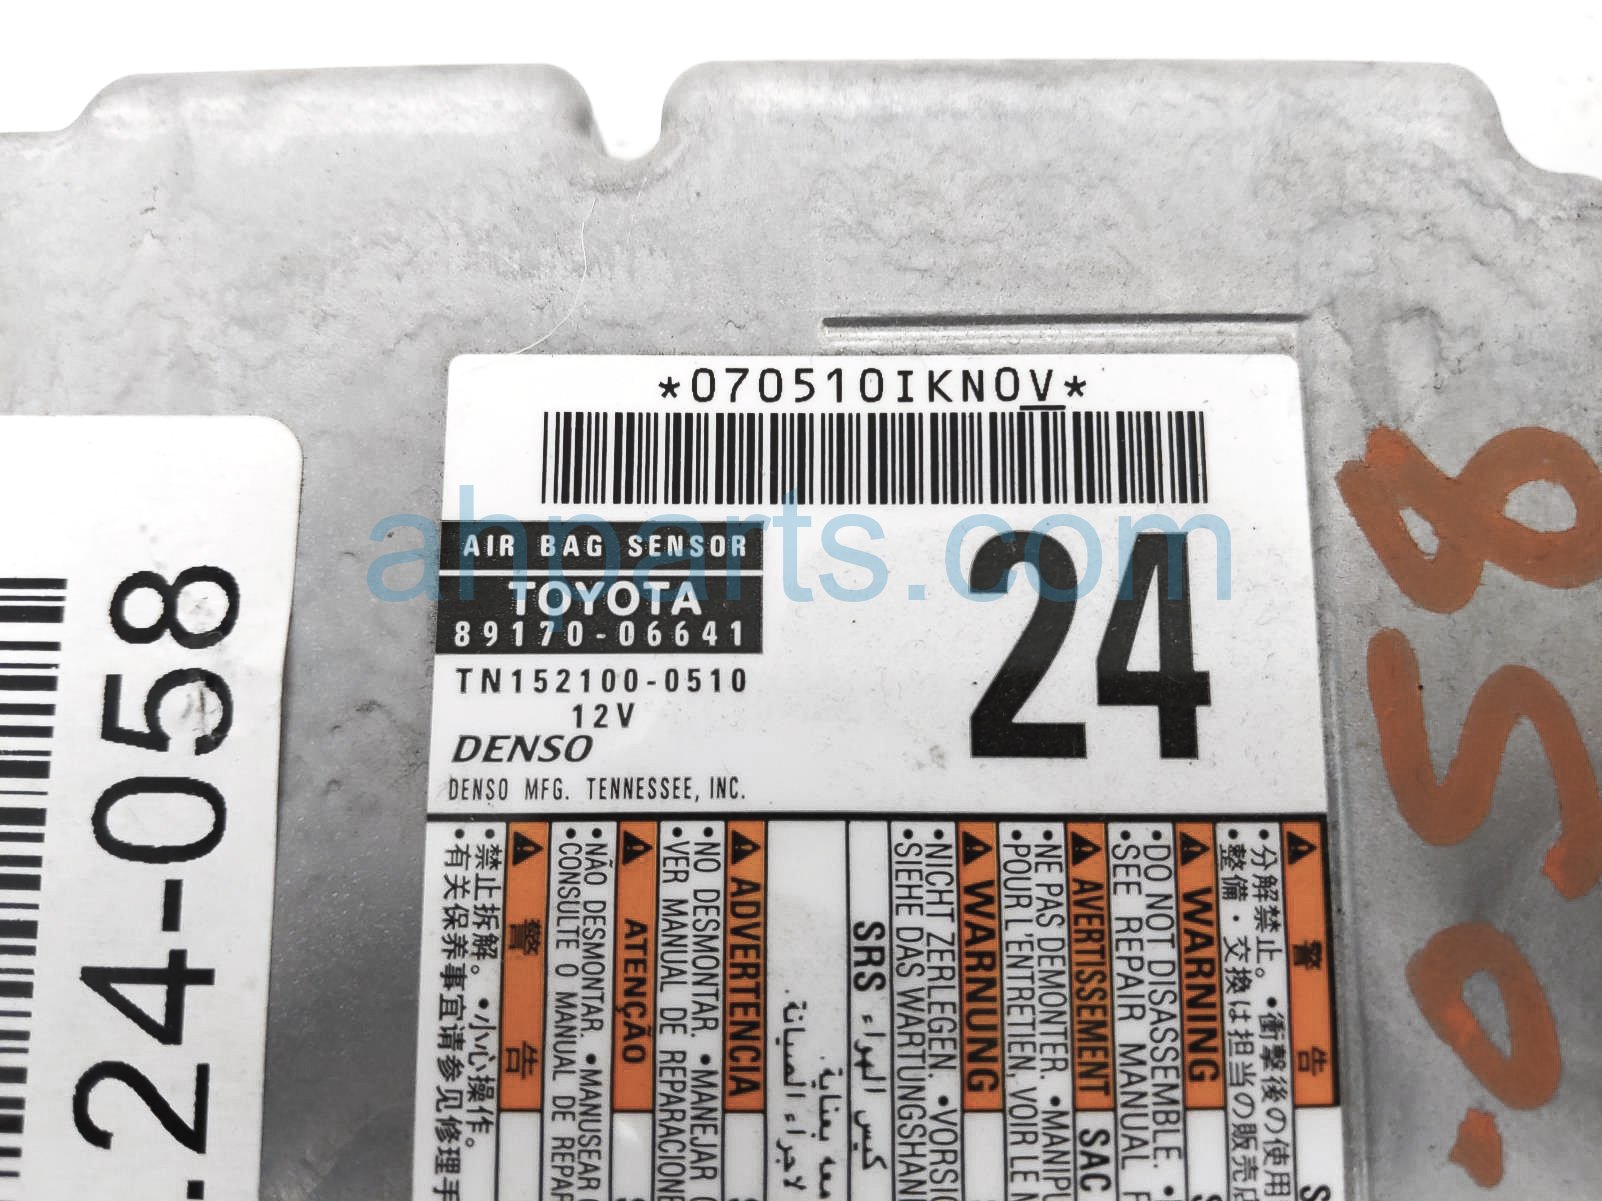 *070510IKN0V*
AIR BAG SENSOR
TOYOTA
89170-06641
TN152100-0510
12V
DENSO
DENSO MFG. TENNESSEE, INC.
24
ahparts.com
.24-058
058
警 告
・禁止拆解。・小心操作。
・有关保养事宜请参见修理手
ATENÇÃO
•NÃO DESMONTAR. •MANUSEAR
•CONSULTE O MANUAL DE REPAR
ADVERTENCIA
•NO DESMONTAR. •MANEJAR
•VER MANUAL DE REPARACIONE
SRS كيس الهواء
WARNUNG
•NICHT ZERLEGEN. •VORSI
•SIEHE DAS WARTUNGSHAN
AVERTISSEMENT SAC
•NE PAS DEMONTER. •MANIPU
•POUR L'ENTRETIEN, VOIR LE M
WARNING
•DO NOT DISASSEMBLE.
•SEE REPAIR MANUAL F
警 告
・分解禁止。・衝撃後の使用
・整備・交換は担当の販売店